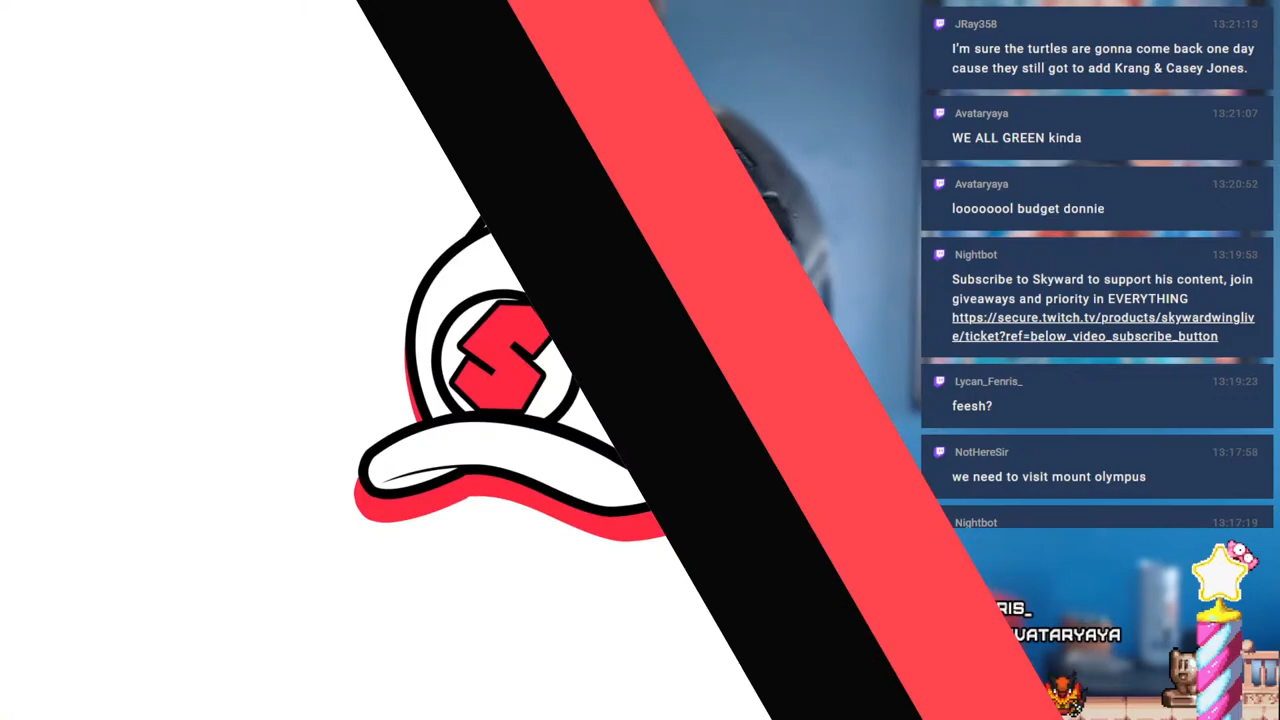 JRay358 13:21:13
I'm sure the turtles are gonna come back one day
cause they still got to add Krang & Casey Jones.
Avataryaya 13:21:07
WE ALL GREEN kinda
Avataryaya 13:20:52
loooooool budget donnie
Nightbot 13:19:53
Subscribe to Skyward to support his content, join
giveaways and priority in EVERYTHING
https://secure.twitch.tv/products/skywardwingliv
e/ticket?ref=below_video_subscribe_button
Lycan_Fenris_ 13:19:23
feesh?
NotHereSir 13:17:58
we need to visit mount olympus
Nightbot 13:17:19
S
RIS_
VATARYAYA